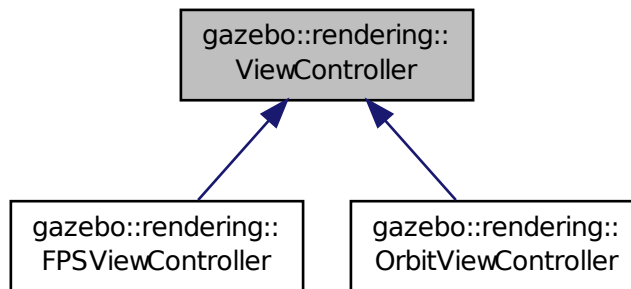 gazebo::rendering::
ViewController
gazebo::rendering::
FPSViewController
gazebo::rendering::
OrbitViewController